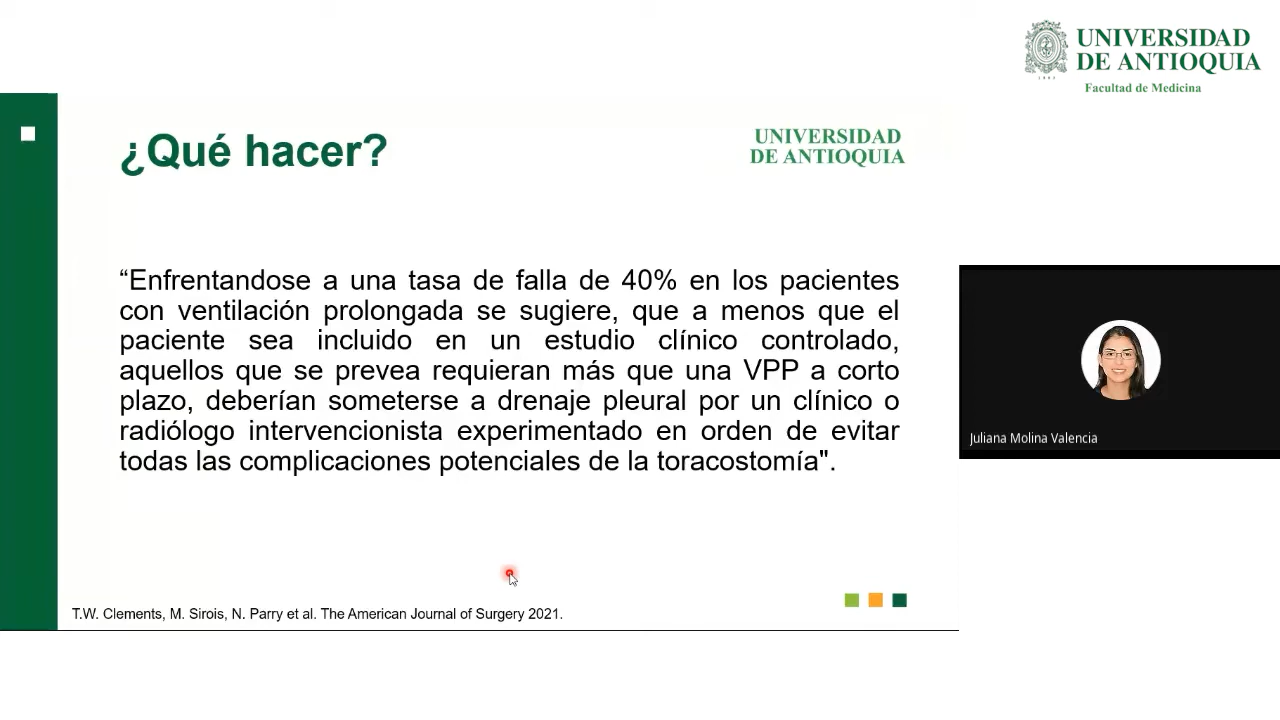 UNIVERSIDAD
DE ANTIOQUIA
1803
Facultad de Medicina
¿Qué hacer?
UNIVERSIDAD
DE ANTIOQUIA
“Enfrentandose a una tasa de falla de 40% en los pacientes
con ventilación prolongada se sugiere, que a menos que el
paciente sea incluido en un estudio clínico controlado,
aquellos que se prevea requieran más que una VPP a corto
plazo, deberían someterse a drenaje pleural por un clínico o
radiólogo intervencionista experimentado en orden de evitar
todas las complicaciones potenciales de la toracostomía".
Juliana Molina Valencia
T.W. Clements, M. Sirois, N. Parry et al. The American Journal of Surgery 2021.